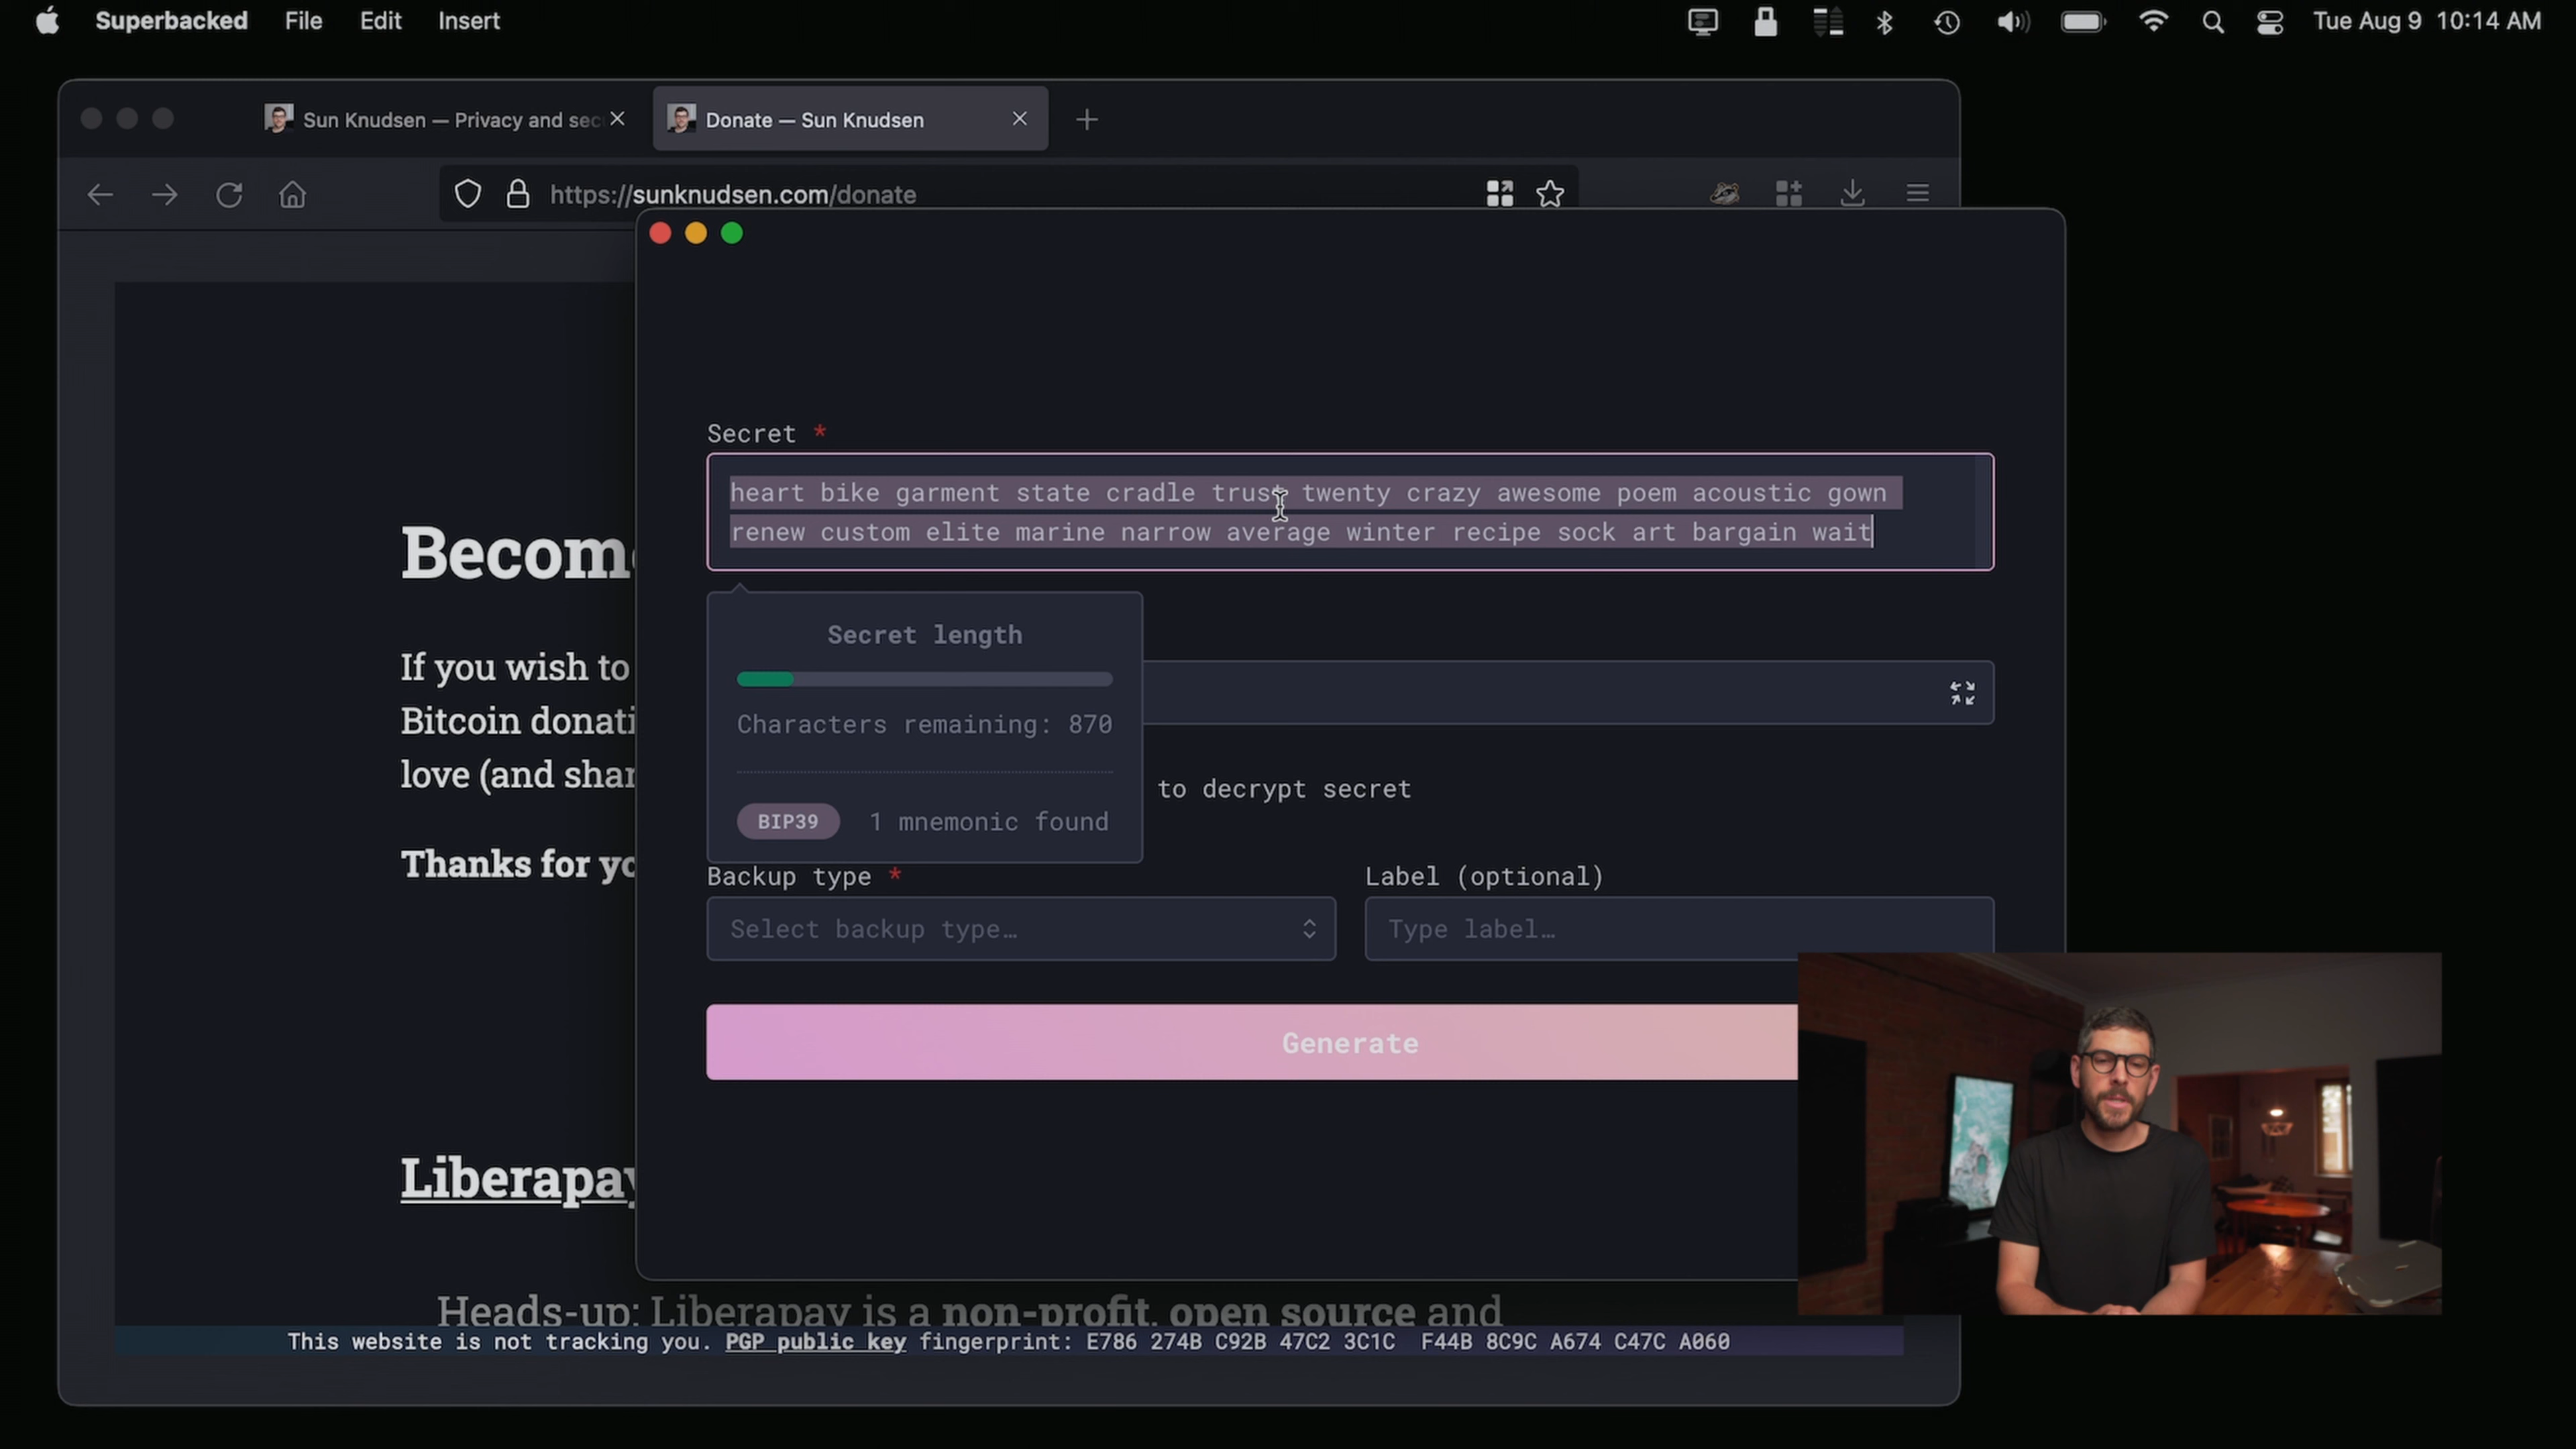 Superbacked File Edit Insert Tue Aug 9 10:14 AM
Sun Knudsen — Privacy and sec Donate — Sun Knudsen
https://sunknudsen.com/donate
Secret *
heart bike garment state cradle trust twenty crazy awesome poem acoustic gown
renew custom elite marine narrow average winter recipe sock art bargain wait
Become
If you wish to
Bitcoin donati
love (and shar
Thanks for yo
Secret length
Characters remaining: 870
BIP39 1 mnemonic found
to decrypt secret
Backup type * Label (optional)
Select backup type… Type label…
Generate
Liberapay
Heads-up: Liberapay is a non-profit, open source and
This website is not tracking you. PGP public key fingerprint: E786 274B C92B 47C2 3C1C F44B 8C9C A674 C47C A060